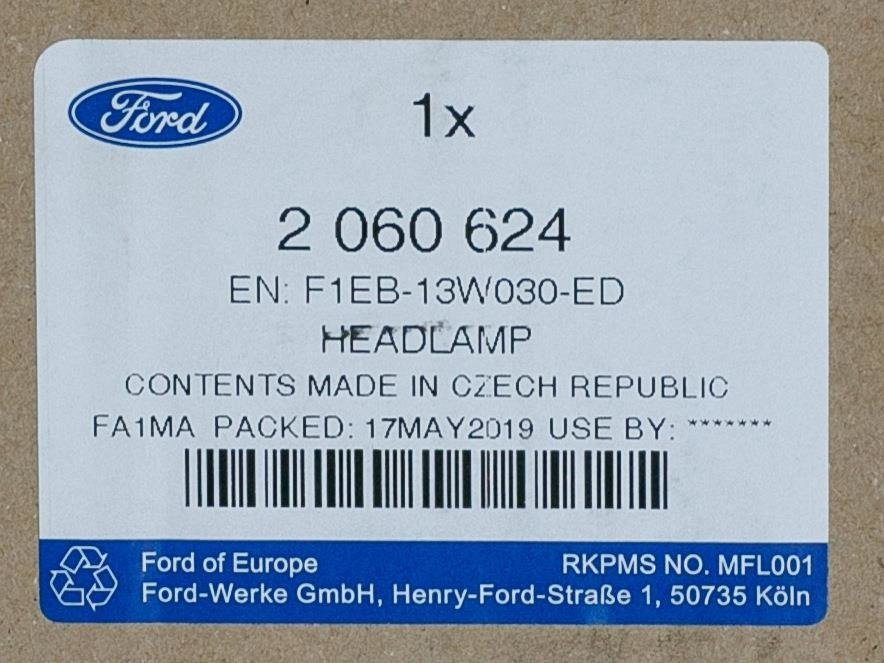 Ford
1x
2 060 624
EN: F1EB-13W030-ED
HEADLAMP
CONTENTS MADE IN CZECH REPUBLIC
FA1MA PACKED: 17MAY2019 USE BY: *******
Ford of Europe RKPMS NO. MFL001
Ford-Werke GmbH, Henry-Ford-Straße 1, 50735 Köln